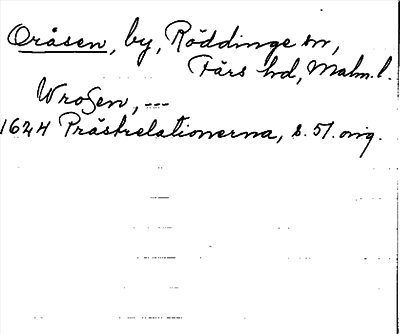 Oråsen, by, Röddinge sn,
Färs hd, Malm. l.
Wrosen, ---
1624 Prästrelationerna, s. 51. orig.